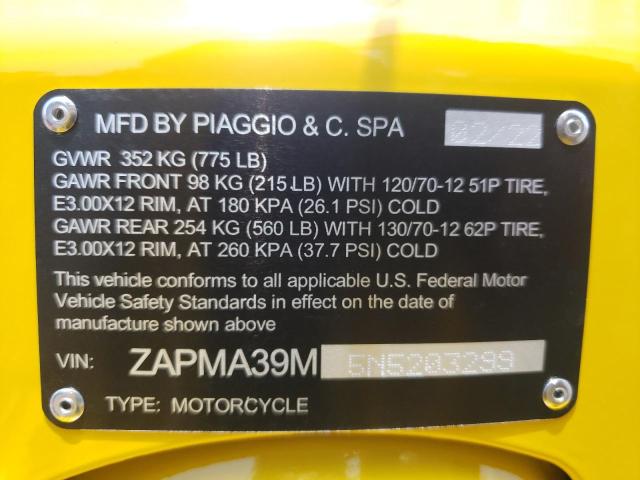 MFD BY PIAGGIO & C. SPA 02/22
GVWR 352 KG (775 LB)
GAWR FRONT 98 KG (215 LB) WITH 120/70-12 51P TIRE,
E3.00X12 RIM, AT 180 KPA (26.1 PSI) COLD
GAWR REAR 254 KG (560 LB) WITH 130/70-12 62P TIRE,
E3.00X12 RIM, AT 260 KPA (37.7 PSI) COLD
This vehicle conforms to all applicable U.S. Federal Motor
Vehicle Safety Standards in effect on the date of
manufacture shown above
VIN: ZAPMA39M 5N5203299
TYPE: MOTORCYCLE